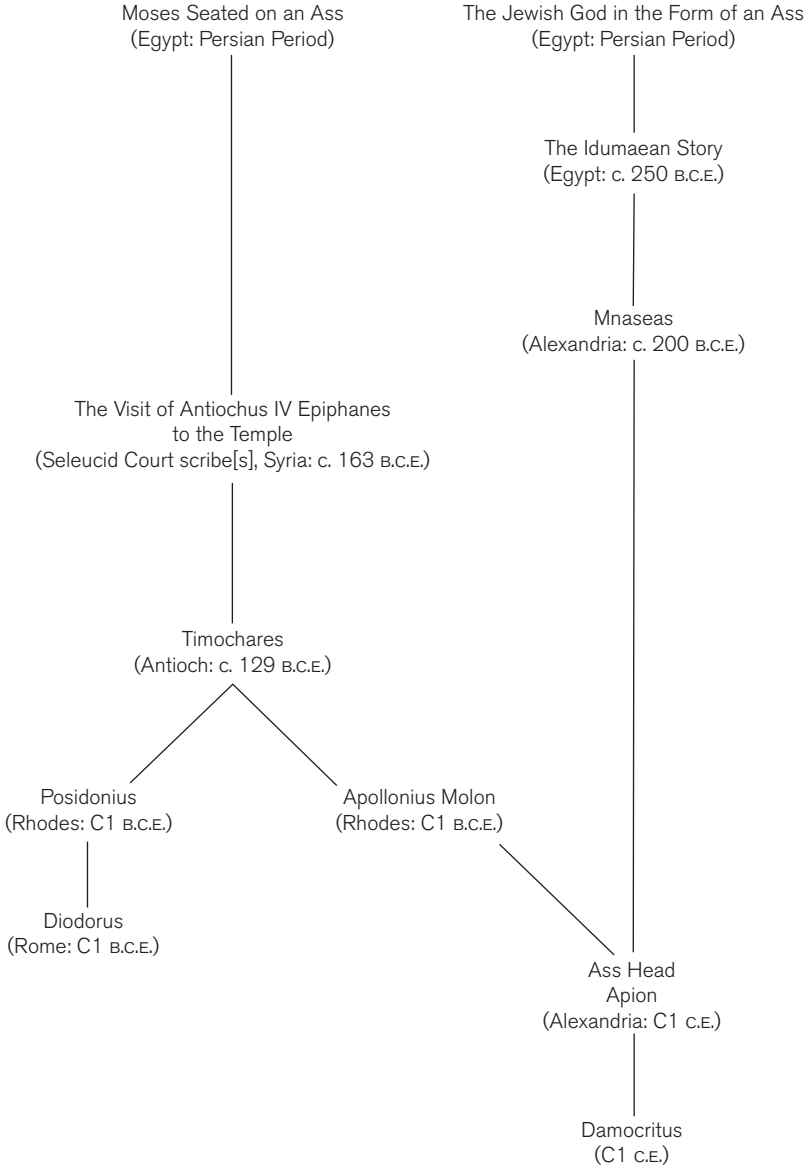 Moses Seated on an Ass
(Egypt: Persian Period)
The Jewish God in the Form of an Ass
(Egypt: Persian Period)
The Idumaean Story
(Egypt: c. 250 B.C.E.)
Mnaseas
(Alexandria: c. 200 B.C.E.)
The Visit of Antiochus IV Epiphanes
to the Temple
(Seleucid Court scribe[s], Syria: c. 163 B.C.E.)
Timochares
(Antioch: c. 129 B.C.E.)
Posidonius
(Rhodes: C1 B.C.E.)
Apollonius Molon
(Rhodes: C1 B.C.E.)
Diodorus
(Rome: C1 B.C.E.)
Ass Head
Apion
(Alexandria: C1 C.E.)
Damocritus
(C1 C.E.)